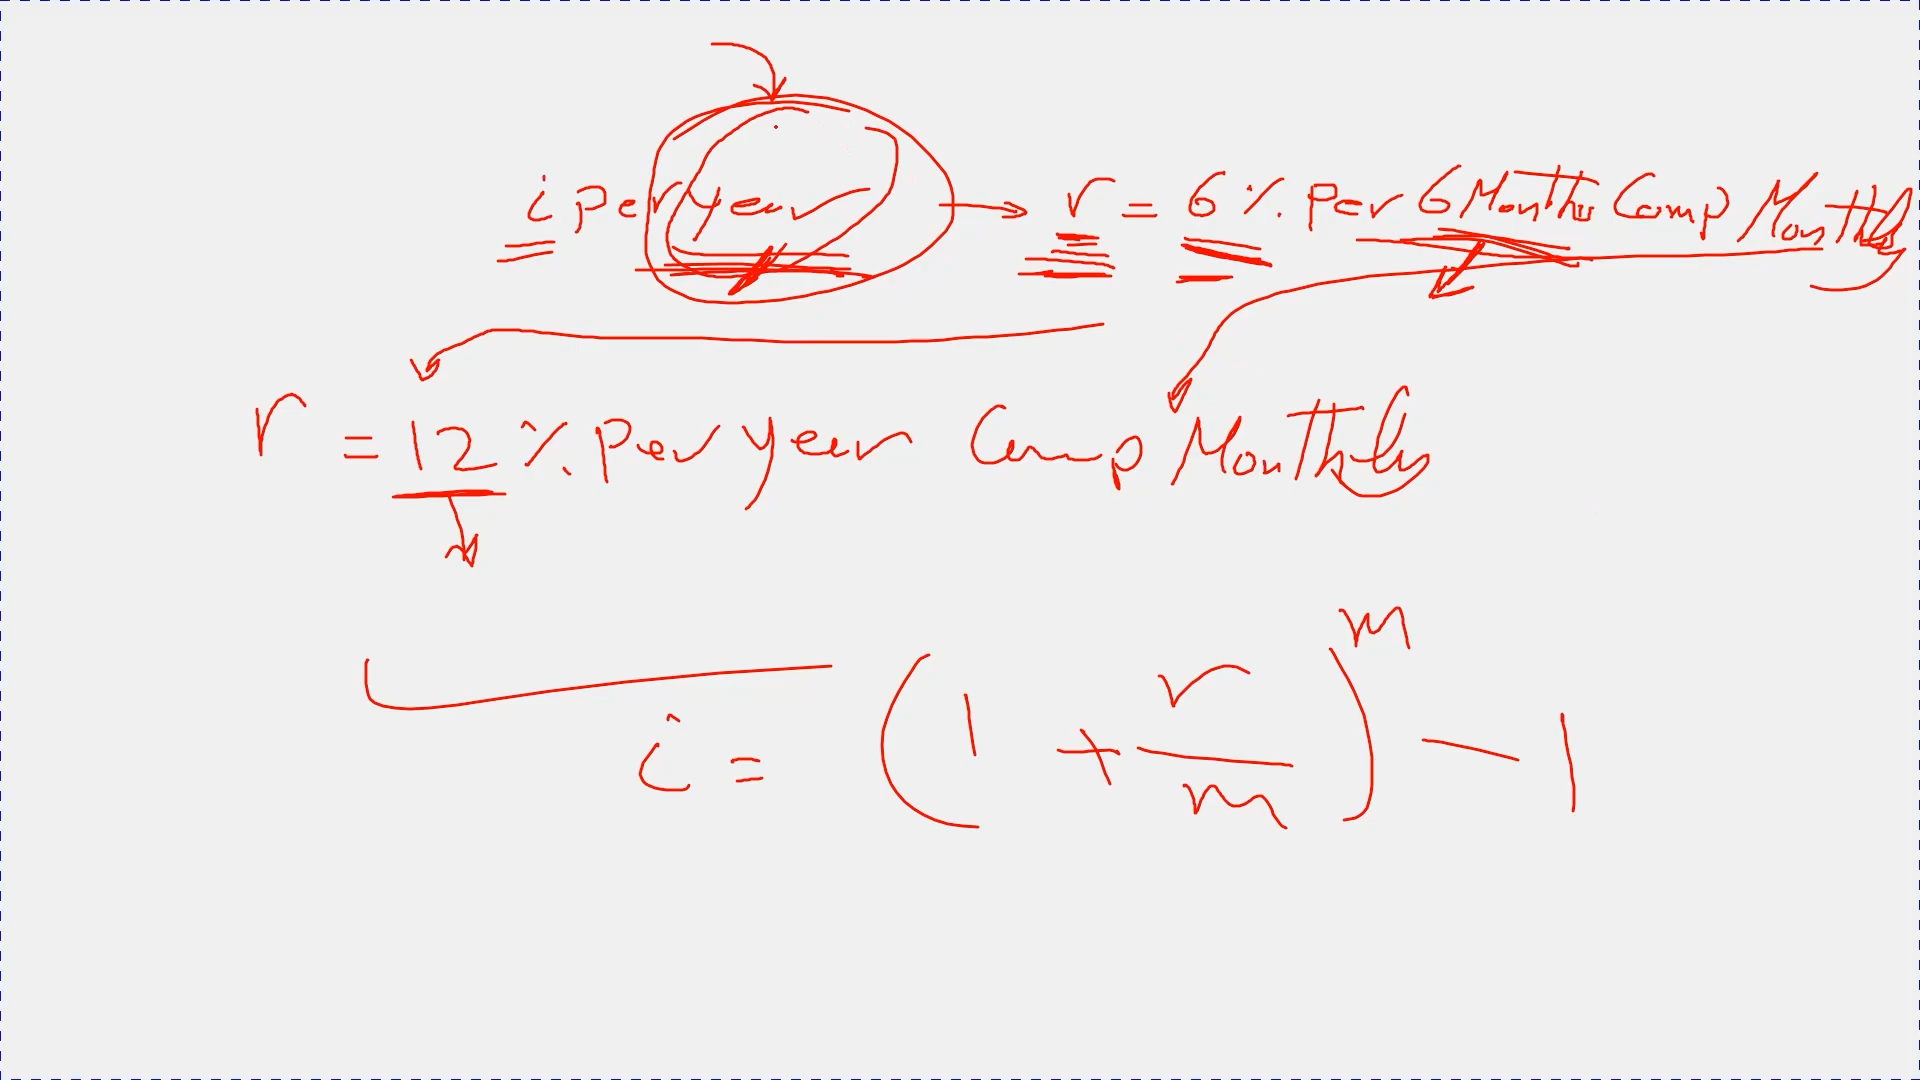 i per year → r = 6 % Per 6 Months Comp Monthly
r = 12 % Per year Comp Monthly
i = (1 + r/m)^m - 1